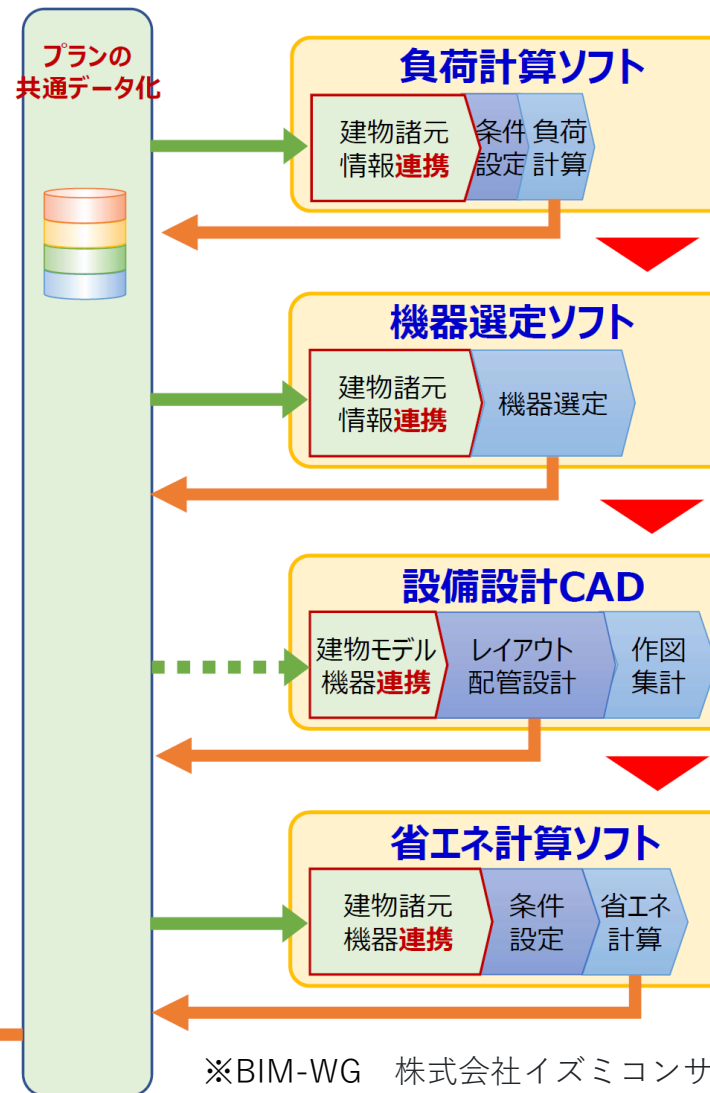 プランの
共通データ化
負荷計算ソフト
建物諸元
情報連携
条件
設定
負荷
計算
機器選定ソフト
建物諸元
情報連携
機器選定
設備設計CAD
建物モデル
機器連携
レイアウト
配管設計
作図
集計
省エネ計算ソフト
建物諸元
機器連携
条件
設定
省エネ
計算
※BIM-WG　株式会社イズミコンサ